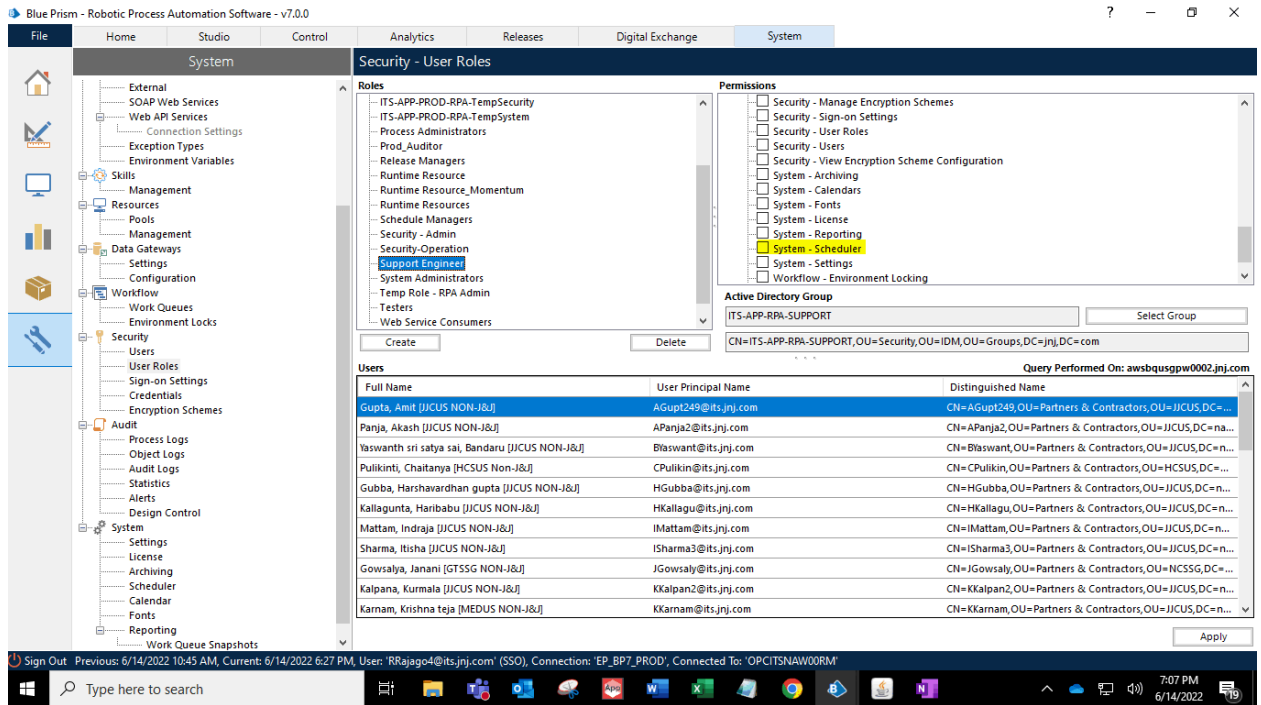 Blue Prism - Robotic Process Automation Software - v7.0.0
File Home Studio Control Analytics Releases Digital Exchange System
System
External
SOAP Web Services
Web API Services
Connection Settings
Exception Types
Environment Variables
Skills
Management
Resources
Pools
Management
Data Gateways
Settings
Configuration
Workflow
Work Queues
Environment Locks
Security
Users
User Roles
Sign-on Settings
Credentials
Encryption Schemes
Audit
Process Logs
Object Logs
Audit Logs
Statistics
Alerts
Design Control
System
Settings
License
Archiving
Scheduler
Calendar
Fonts
Reporting
Work Queue Snapshots
Security - User Roles
Roles
ITS-APP-PROD-RPA-TempSecurity
ITS-APP-PROD-RPA-TempSystem
Process Administrators
Prod_Auditor
Release Managers
Runtime Resource
Runtime Resource_Momentum
Runtime Resources
Schedule Managers
Security - Admin
Security-Operation
Support Engineer
System Administrators
Temp Role - RPA Admin
Testers
Web Service Consumers
Create Delete
Permissions
Security - Manage Encryption Schemes
Security - Sign-on Settings
Security - User Roles
Security - Users
Security - View Encryption Scheme Configuration
System - Archiving
System - Calendars
System - Fonts
System - License
System - Reporting
System - Scheduler
System - Settings
Workflow - Environment Locking
Active Directory Group
ITS-APP-RPA-SUPPORT Select Group
CN=ITS-APP-RPA-SUPPORT,OU=Security,OU=IDM,OU=Groups,DC=jnj,DC=com
Users Query Performed On: awsbqusgpw0002.jnj.com
Full Name User Principal Name Distinguished Name
Gupta, Amit [JJCUS NON-J&J] AGupt249@its.jnj.com CN=AGupt249,OU=Partners & Contractors,OU=JJCUS,DC=...
Panja, Akash [JJCUS NON-J&J] APanja2@its.jnj.com CN=APanja2,OU=Partners & Contractors,OU=JJCUS,DC=na...
Yaswanth sri satya sai, Bandaru [JJCUS NON-J&J] BYaswant@its.jnj.com CN=BYaswant,OU=Partners & Contractors,OU=JJCUS,DC=n...
Pulikinti, Chaitanya [HCSUS Non-J&J] CPulikin@its.jnj.com CN=CPulikin,OU=Partners & Contractors,OU=HCSUS,DC=...
Gubba, Harshavardhan gupta [JJCUS NON-J&J] HGubba@its.jnj.com CN=HGubba,OU=Partners & Contractors,OU=JJCUS,DC=n...
Kallagunta, Haribabu [JJCUS NON-J&J] HKallagu@its.jnj.com CN=HKallagu,OU=Partners & Contractors,OU=JJCUS,DC=n...
Mattam, Indraja [JJCUS NON-J&J] IMattam@its.jnj.com CN=IMattam,OU=Partners & Contractors,OU=JJCUS,DC=n...
Sharma, Itisha [JJCUS NON-J&J] ISharma3@its.jnj.com CN=ISharma3,OU=Partners & Contractors,OU=JJCUS,DC=n...
Gowsalya, Janani [GTSSG NON-J&J] JGowsaly@its.jnj.com CN=JGowsaly,OU=Partners & Contractors,OU=NCSSG,DC=...
Kalpana, Kurmala [JJCUS NON-J&J] KKalpan2@its.jnj.com CN=KKalpan2,OU=Partners & Contractors,OU=JJCUS,DC=n...
Karnam, Krishna teja [MEDUS NON-J&J] KKarnam@its.jnj.com CN=KKarnam,OU=Partners & Contractors,OU=JJCUS,DC=n...
Apply
Sign Out Previous: 6/14/2022 10:45 AM, Current: 6/14/2022 6:27 PM, User: 'RRajago4@its.jnj.com' (SSO), Connection: 'EP_BP7_PROD', Connected To: 'OPCITSNAW00RM'
Type here to search
7:07 PM
6/14/2022
19